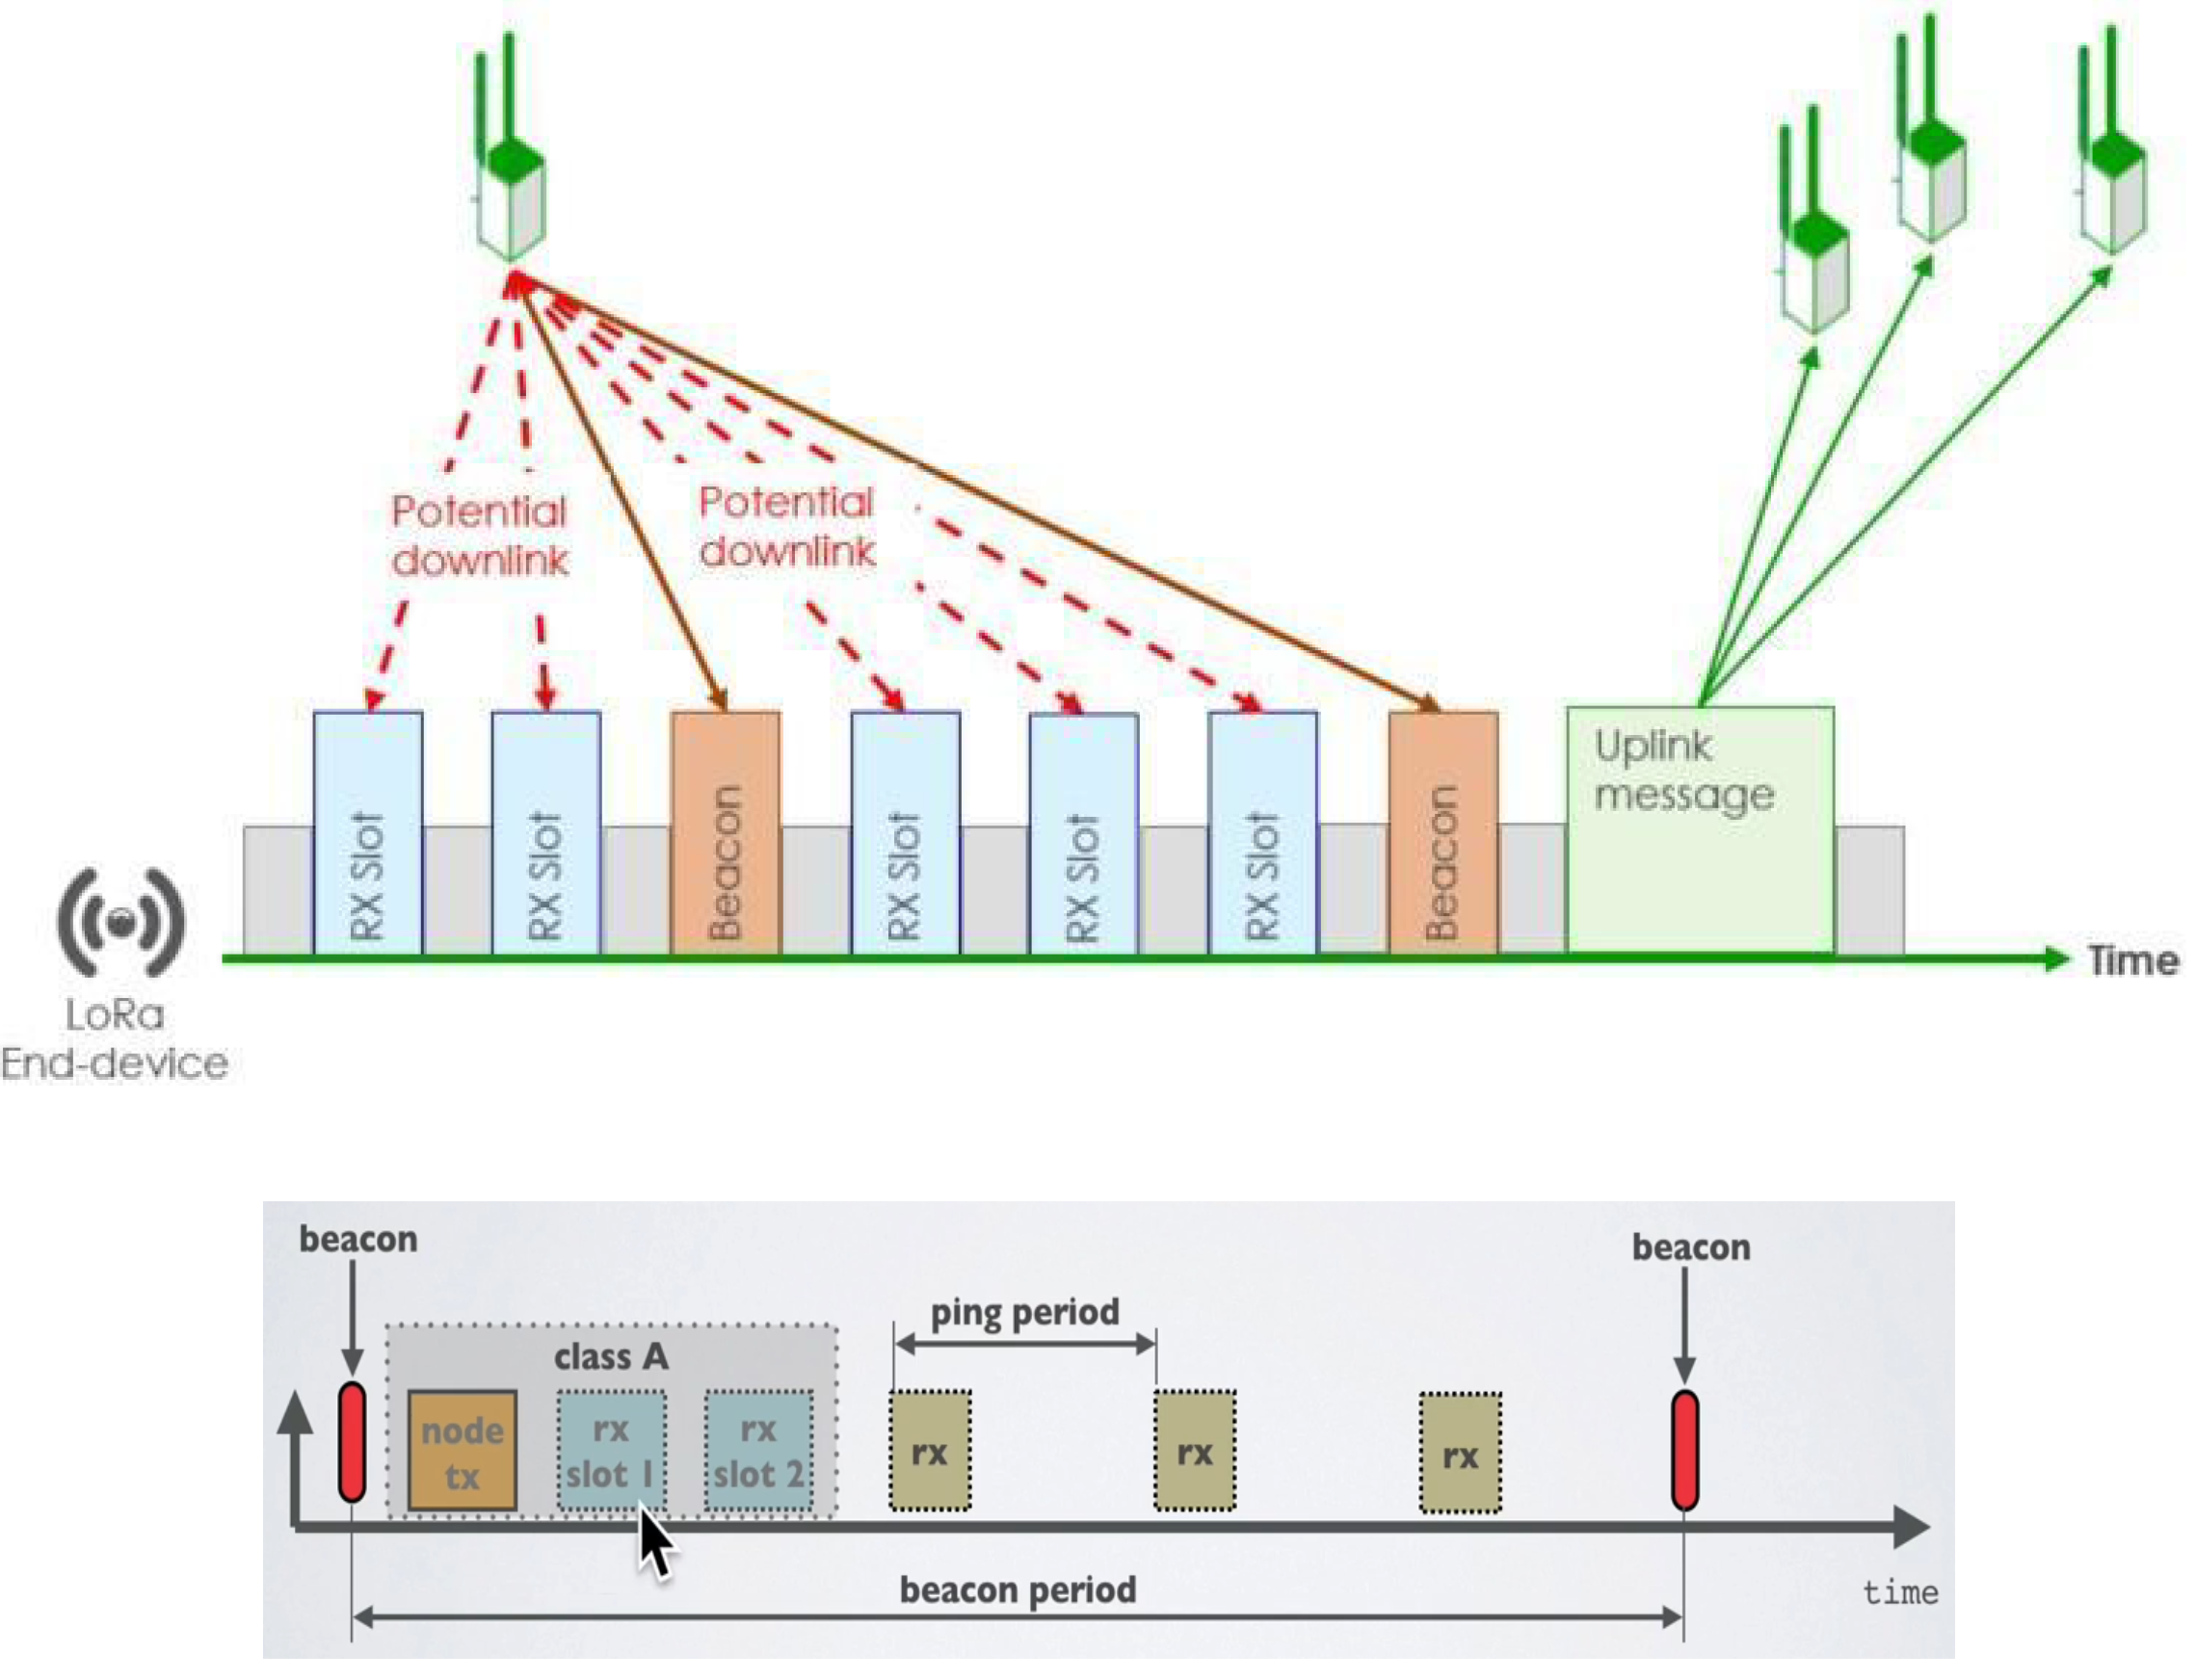 Potential
downlink
Potential
downlink
RX Slot
RX Slot
Beacon
RX Slot
RX Slot
RX Slot
Beacon
Uplink
message
Time
LoRa
End-device
beacon
beacon
ping period
class A
node
tx
rx
slot 1
rx
slot 2
rx
rx
rx
beacon period
time